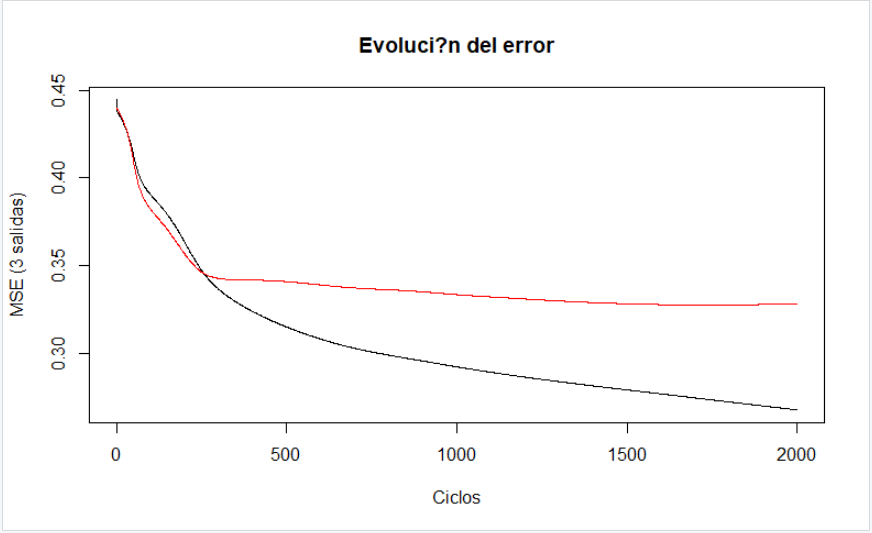 Evoluci?n del error
0.45
0.40
0.35
0.30
MSE (3 salidas)
0 500 1000 1500 2000
Ciclos